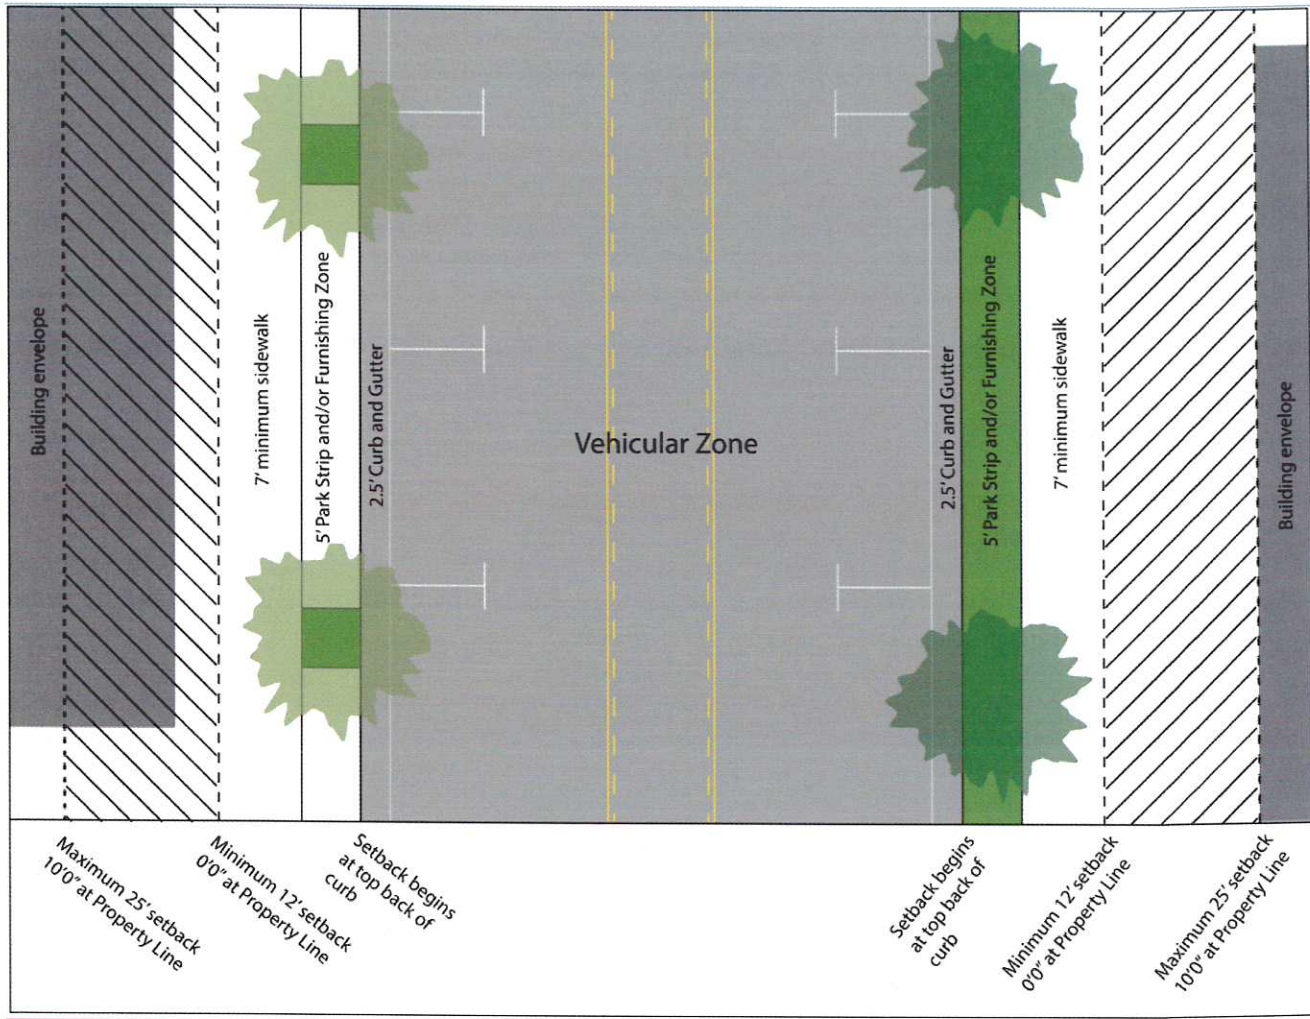 Building envelope
7' minimum sidewalk
5' Park Strip and/or Furnishing Zone
2.5' Curb and Gutter
Vehicular Zone
2.5' Curb and Gutter
5' Park Strip and/or Furnishing Zone
7' minimum sidewalk
Building envelope
Maximum 25' setback
10'0" at Property Line
Minimum 12' setback
0'0" at Property Line
Setback begins
at top back of
curb
Setback begins
at top back of
curb
Minimum 12' setback
0'0" at Property Line
Maximum 25' setback
10'0" at Property Line